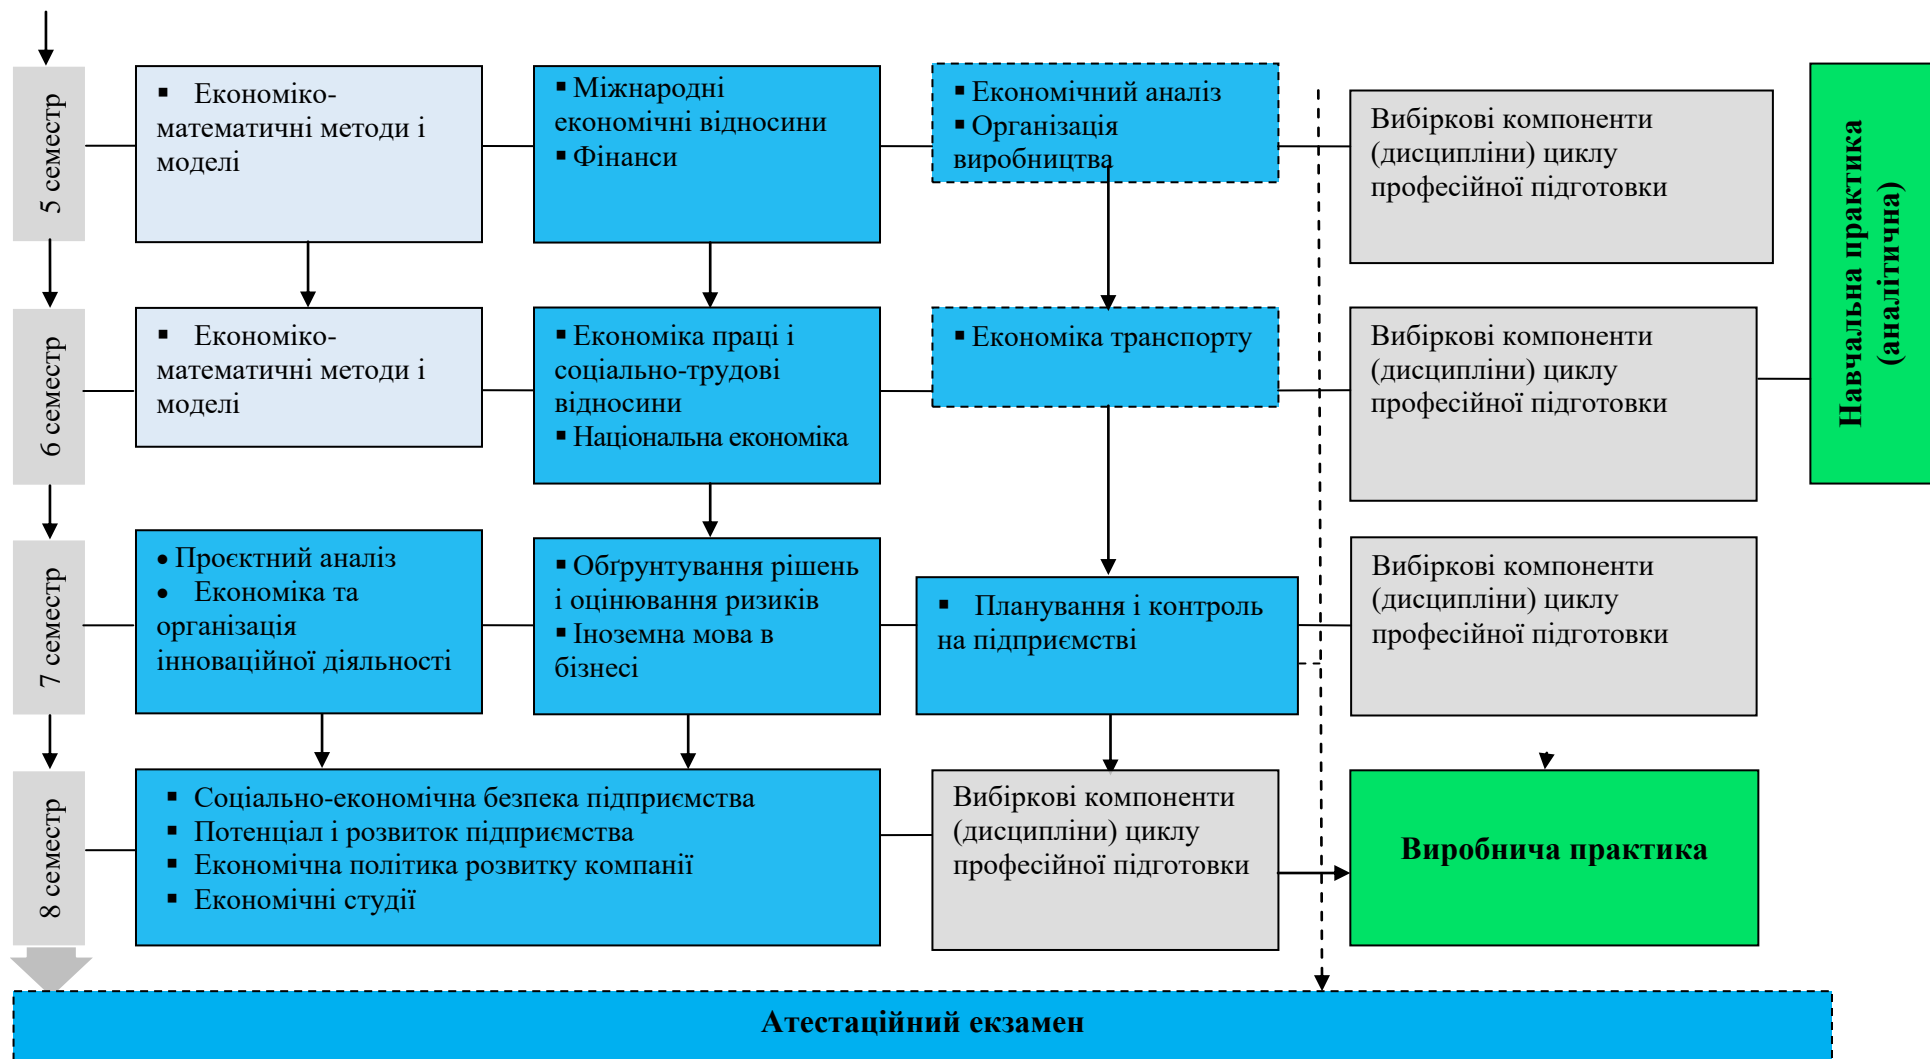 5 семестр
▪ Економіко-
математичні методи і
моделі
▪ Міжнародні
економічні відносини
▪ Фінанси
▪ Економічний аналіз
▪ Організація
виробництва
Вибіркові компоненти
(дисципліни) циклу
професійної підготовки
Навчальна практика
(аналітична)
6 семестр
▪ Економіко-
математичні методи і
моделі
▪ Економіка праці і
соціально-трудові
відносини
▪ Національна економіка
▪ Економіка транспорту
Вибіркові компоненти
(дисципліни) циклу
професійної підготовки
7 семестр
• Проєктний аналіз
• Економіка та
організація
інноваційної діяльності
▪ Обґрунтування рішень
і оцінювання ризиків
▪ Іноземна мова в
бізнесі
▪ Планування і контроль
на підприємстві
Вибіркові компоненти
(дисципліни) циклу
професійної підготовки
8 семестр
▪ Соціально-економічна безпека підприємства
▪ Потенціал і розвиток підприємства
▪ Економічна політика розвитку компанії
▪ Економічні студії
Вибіркові компоненти
(дисципліни) циклу
професійної підготовки
Виробнича практика
Атестаційний екзамен